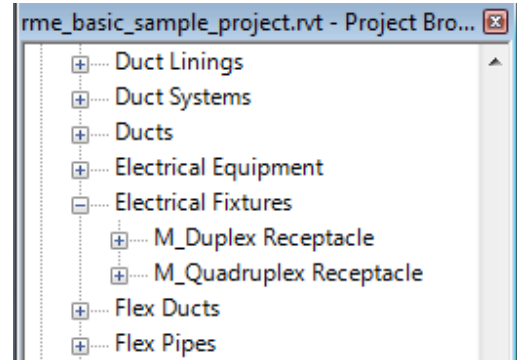 rme_basic_sample_project.rvt - Project Bro...
Duct Linings
Duct Systems
Ducts
Electrical Equipment
Electrical Fixtures
M_Duplex Receptacle
M_Quadruplex Receptacle
Flex Ducts
Flex Pipes